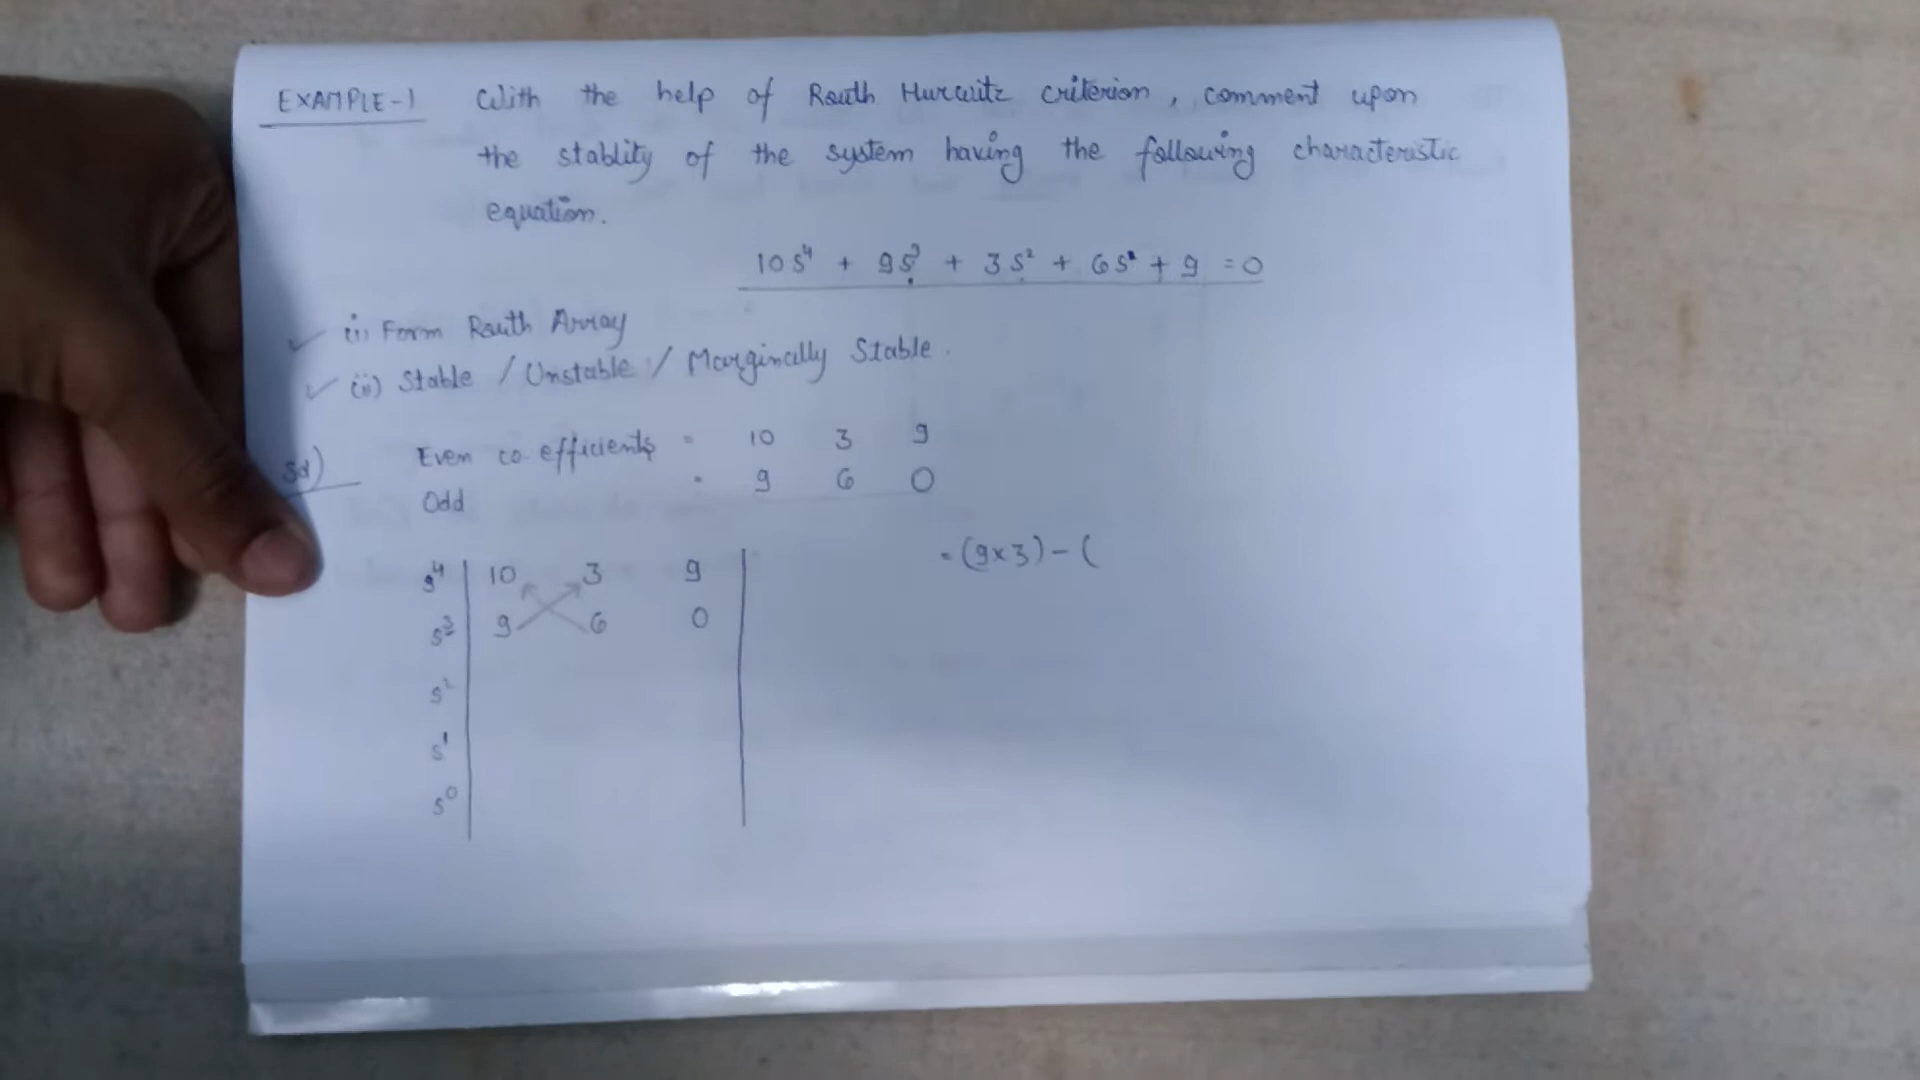 EXAMPLE-1 With the help of Routh Hurwitz criterion, comment upon
the stablity of the system having the following characteristic
equation.
10s⁴ + 9s³ + 3s² + 6s + 9 = 0
(i) Form Routh Array
(ii) Stable / Unstable / Marginally Stable.
Sol)
Even co-efficients = 10 3 9
Odd = 9 6 0
= (9×3) - (
s⁴ 10 3 9
s³ 9 6 0
s²
s¹
s⁰